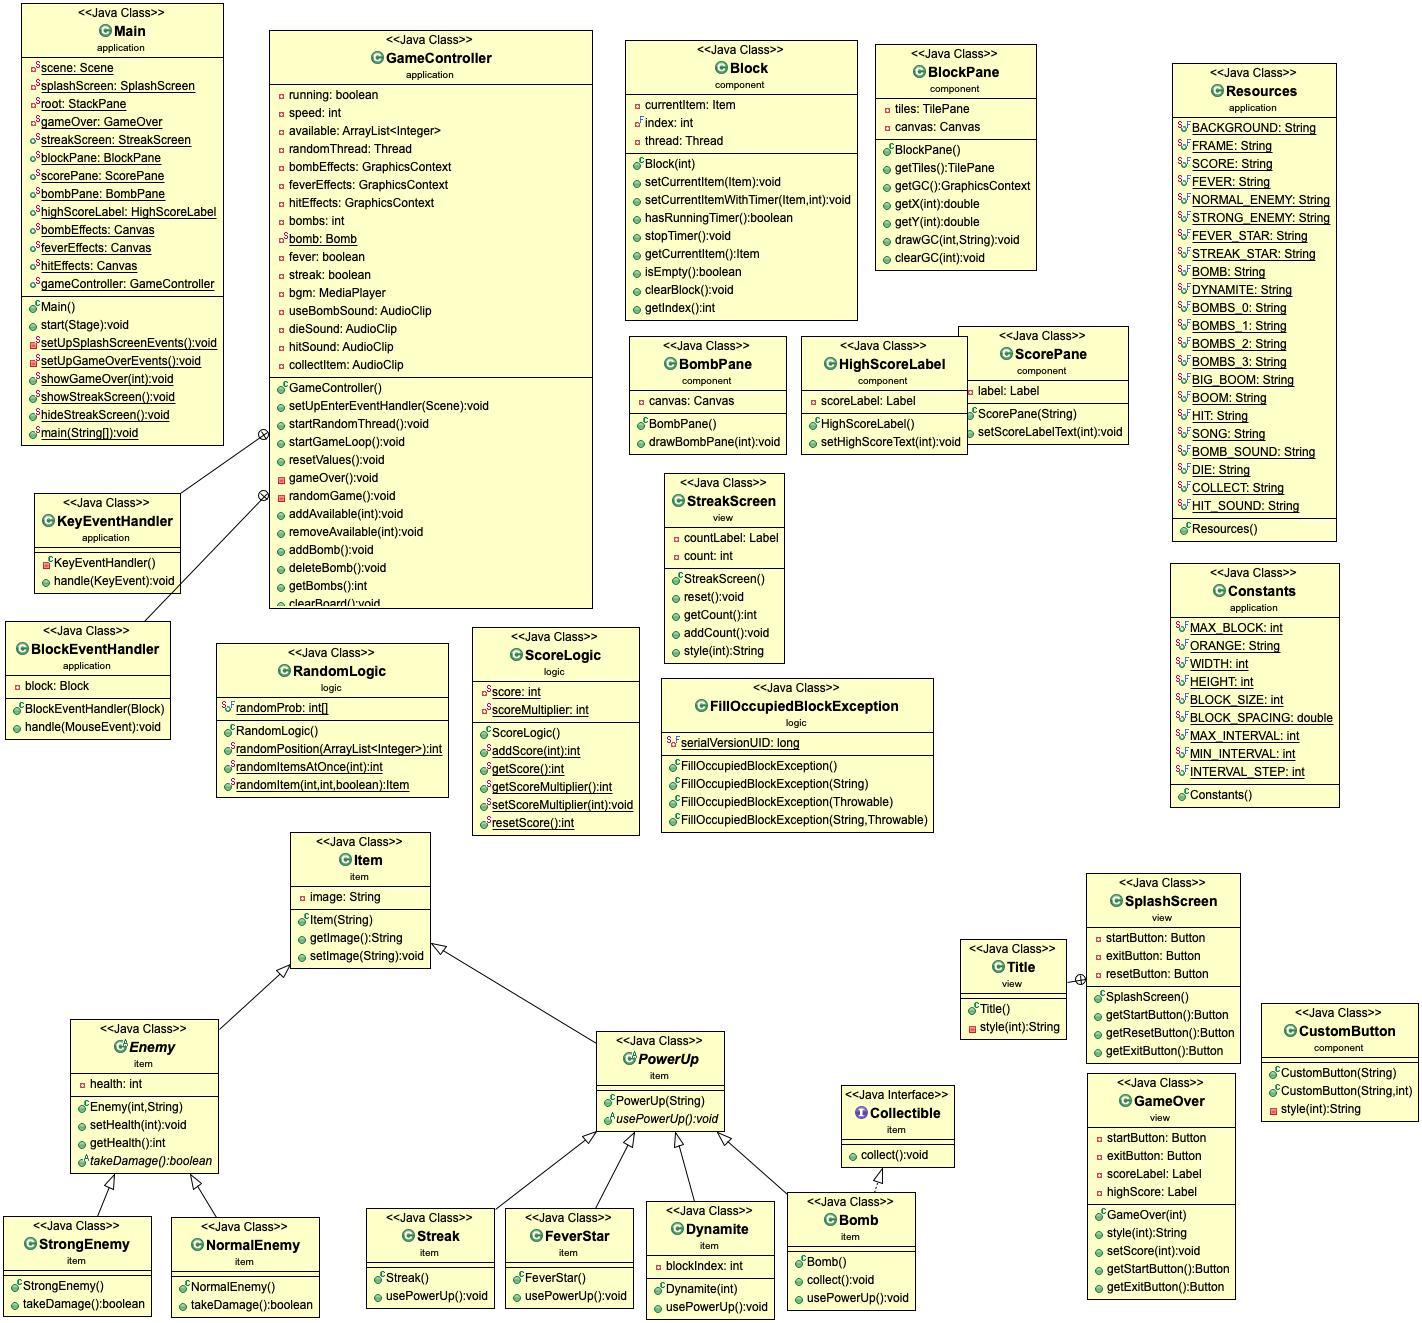 <<Java Class>>
Main
application
scene: Scene
splashScreen: SplashScreen
root: StackPane
gameOver: GameOver
streakScreen: StreakScreen
blockPane: BlockPane
scorePane: ScorePane
bombPane: BombPane
highScoreLabel: HighScoreLabel
bombEffects: Canvas
feverEffects: Canvas
hitEffects: Canvas
gameController: GameController
Main()
start(Stage):void
setUpSplashScreenEvents():void
setUpGameOverEvents():void
showGameOver(int):void
showStreakScreen():void
hideStreakScreen():void
main(String[]):void
<<Java Class>>
GameController
application
running: boolean
speed: int
available: ArrayList<Integer>
randomThread: Thread
bombEffects: GraphicsContext
feverEffects: GraphicsContext
hitEffects: GraphicsContext
bombs: int
bomb: Bomb
fever: boolean
streak: boolean
bgm: MediaPlayer
useBombSound: AudioClip
dieSound: AudioClip
hitSound: AudioClip
collectItem: AudioClip
GameController()
setUpEnterEventHandler(Scene):void
startRandomThread():void
startGameLoop():void
resetValues():void
gameOver():void
randomGame():void
addAvailable(int):void
removeAvailable(int):void
addBomb():void
deleteBomb():void
getBombs():int
clearBoard():void
<<Java Class>>
Block
component
currentItem: Item
index: int
thread: Thread
Block(int)
setCurrentItem(Item):void
setCurrentItemWithTimer(Item,int):void
hasRunningTimer():boolean
stopTimer():void
getCurrentItem():Item
isEmpty():boolean
clearBlock():void
getIndex():int
<<Java Class>>
BlockPane
component
tiles: TilePane
canvas: Canvas
BlockPane()
getTiles():TilePane
getGC():GraphicsContext
getX(int):double
getY(int):double
drawGC(int,String):void
clearGC(int):void
<<Java Class>>
Resources
application
BACKGROUND: String
FRAME: String
SCORE: String
FEVER: String
NORMAL_ENEMY: String
STRONG_ENEMY: String
FEVER_STAR: String
STREAK_STAR: String
BOMB: String
DYNAMITE: String
BOMBS_0: String
BOMBS_1: String
BOMBS_2: String
BOMBS_3: String
BIG_BOOM: String
BOOM: String
HIT: String
SONG: String
BOMB_SOUND: String
DIE: String
COLLECT: String
HIT_SOUND: String
Resources()
<<Java Class>>
BombPane
component
canvas: Canvas
BombPane()
drawBombPane(int):void
<<Java Class>>
HighScoreLabel
component
scoreLabel: Label
HighScoreLabel()
setHighScoreText(int):void
<<Java Class>>
ScorePane
component
label: Label
ScorePane(String)
setScoreLabelText(int):void
<<Java Class>>
KeyEventHandler
application
KeyEventHandler()
handle(KeyEvent):void
<<Java Class>>
StreakScreen
view
countLabel: Label
count: int
StreakScreen()
reset():void
getCount():int
addCount():void
style(int):String
<<Java Class>>
Constants
application
MAX_BLOCK: int
ORANGE: String
WIDTH: int
HEIGHT: int
BLOCK_SIZE: int
BLOCK_SPACING: double
MAX_INTERVAL: int
MIN_INTERVAL: int
INTERVAL_STEP: int
Constants()
<<Java Class>>
BlockEventHandler
application
block: Block
BlockEventHandler(Block)
handle(MouseEvent):void
<<Java Class>>
RandomLogic
logic
randomProb: int[]
RandomLogic()
randomPosition(ArrayList<Integer>):int
randomItemsAtOnce(int):int
randomItem(int,int,boolean):Item
<<Java Class>>
ScoreLogic
logic
score: int
scoreMultiplier: int
ScoreLogic()
addScore(int):int
getScore():int
getScoreMultiplier():int
setScoreMultiplier(int):void
resetScore():int
<<Java Class>>
FillOccupiedBlockException
logic
serialVersionUID: long
FillOccupiedBlockException()
FillOccupiedBlockException(String)
FillOccupiedBlockException(Throwable)
FillOccupiedBlockException(String,Throwable)
<<Java Class>>
Item
item
image: String
Item(String)
getImage():String
setImage(String):void
<<Java Class>>
SplashScreen
view
startButton: Button
exitButton: Button
resetButton: Button
SplashScreen()
getStartButton():Button
getResetButton():Button
getExitButton():Button
<<Java Class>>
Title
view
Title()
style(int):String
<<Java Class>>
CustomButton
component
CustomButton(String)
CustomButton(String,int)
style(int):String
<<Java Class>>
Enemy
item
health: int
Enemy(int,String)
setHealth(int):void
getHealth():int
takeDamage():boolean
<<Java Class>>
PowerUp
item
PowerUp(String)
usePowerUp():void
<<Java Interface>>
Collectible
item
collect():void
<<Java Class>>
GameOver
view
startButton: Button
exitButton: Button
scoreLabel: Label
highScore: Label
GameOver(int)
style(int):String
setScore(int):void
getStartButton():Button
getExitButton():Button
<<Java Class>>
StrongEnemy
item
StrongEnemy()
takeDamage():boolean
<<Java Class>>
NormalEnemy
item
NormalEnemy()
takeDamage():boolean
<<Java Class>>
Streak
item
Streak()
usePowerUp():void
<<Java Class>>
FeverStar
item
FeverStar()
usePowerUp():void
<<Java Class>>
Dynamite
item
blockIndex: int
Dynamite(int)
usePowerUp():void
<<Java Class>>
Bomb
item
Bomb()
collect():void
usePowerUp():void